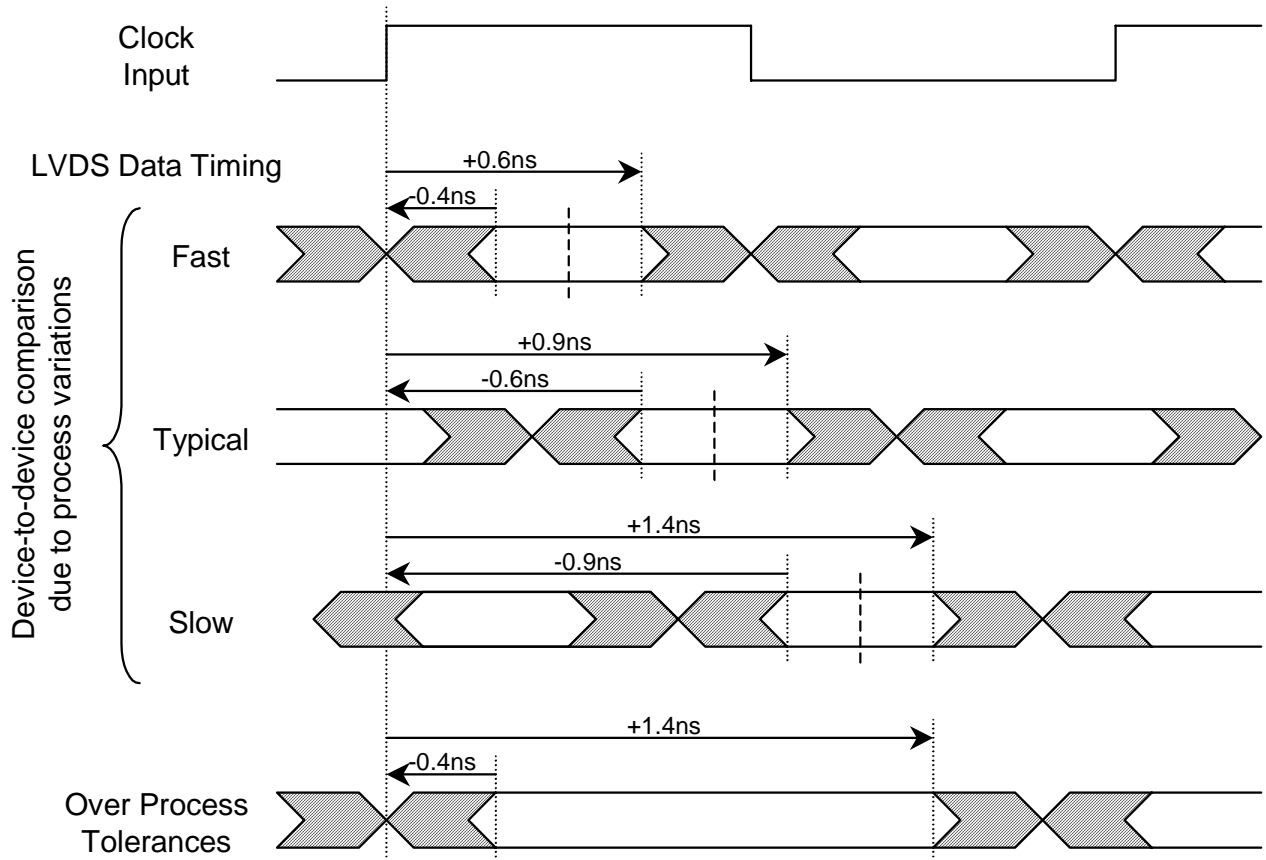 Clock
Input
LVDS Data Timing
+0.6ns
-0.4ns
Fast
+0.9ns
-0.6ns
Typical
+1.4ns
-0.9ns
Slow
Device-to-device comparison
due to process variations
+1.4ns
-0.4ns
Over Process
Tolerances